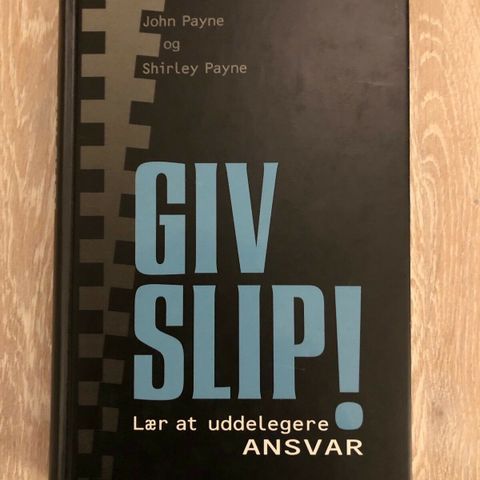 John Payne
og
Shirley Payne
GIV
SLIP!
Lær at uddelegere
ANSVAR